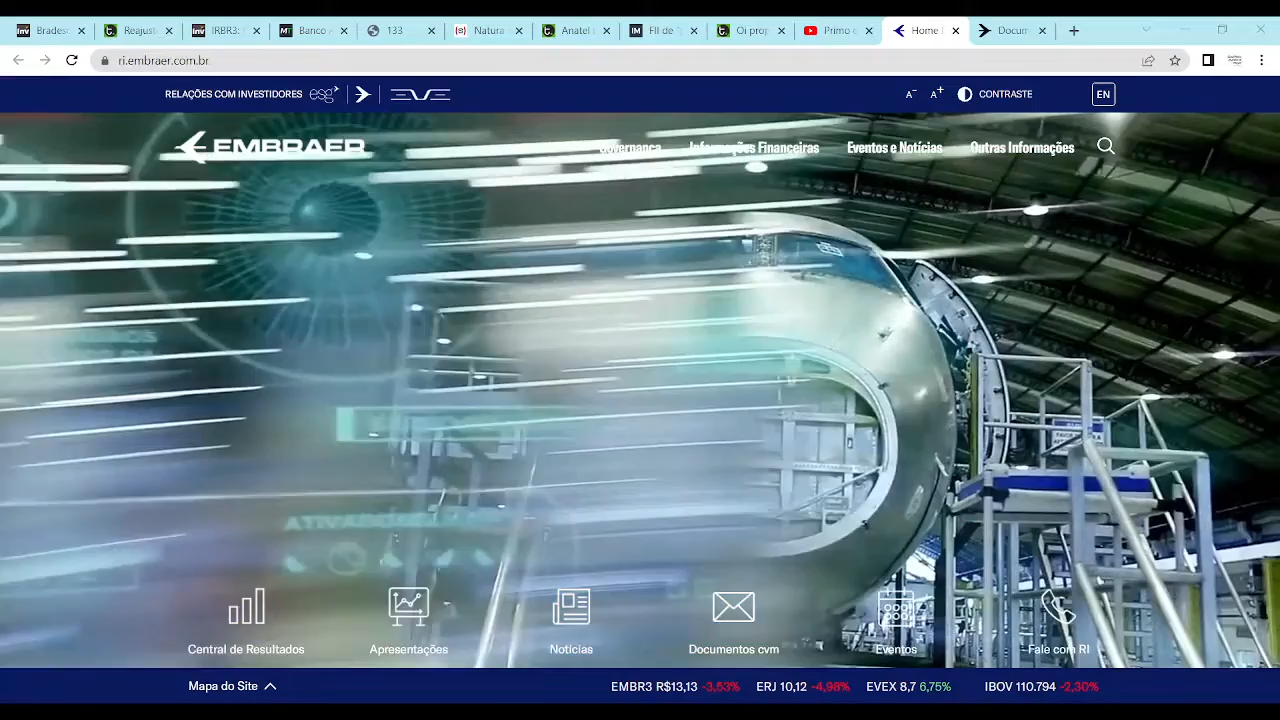 Brades
Reajust
IRBR3: 
Banco 
133
Natura
Anatel 
FII de "
Oi prop
Primo 
Home
Docum
ri.embraer.com.br
RELAÇÕES COM INVESTIDORES esg EVE A- A+ CONTRASTE EN
EMBRAER
Governança Informações Financeiras Eventos e Notícias Outras Informações
Central de Resultados Apresentações Notícias Documentos cvm Eventos Fale com RI
Mapa do Site EMBR3 R$13,13 -3,53% ERJ 10,12 -4,98% EVEX 8,7 6,75% IBOV 110.794 -2,30%